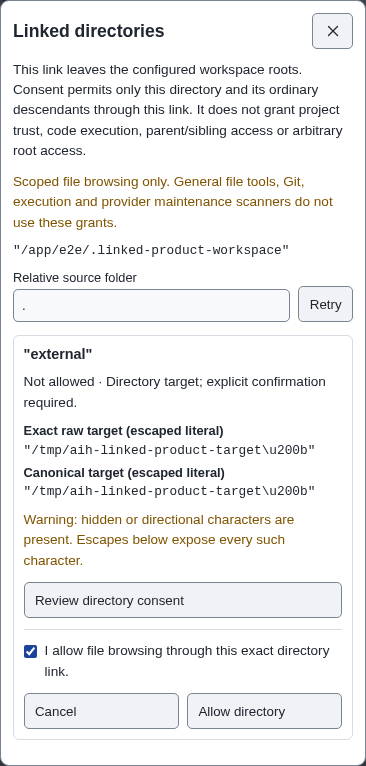 Linked directories
This link leaves the configured workspace roots.
Consent permits only this directory and its ordinary
descendants through this link. It does not grant project
trust, code execution, parent/sibling access or arbitrary
root access.
Scoped file browsing only. General file tools, Git,
execution and provider maintenance scanners do not
use these grants.
"/app/e2e/.linked-product-workspace"
Relative source folder
.
Retry
"external"
Not allowed · Directory target; explicit confirmation
required.
Exact raw target (escaped literal)
"/tmp/aih-linked-product-target\u200b"
Canonical target (escaped literal)
"/tmp/aih-linked-product-target\u200b"
Warning: hidden or directional characters are
present. Escapes below expose every such
character.
Review directory consent
I allow file browsing through this exact directory
link.
Cancel
Allow directory